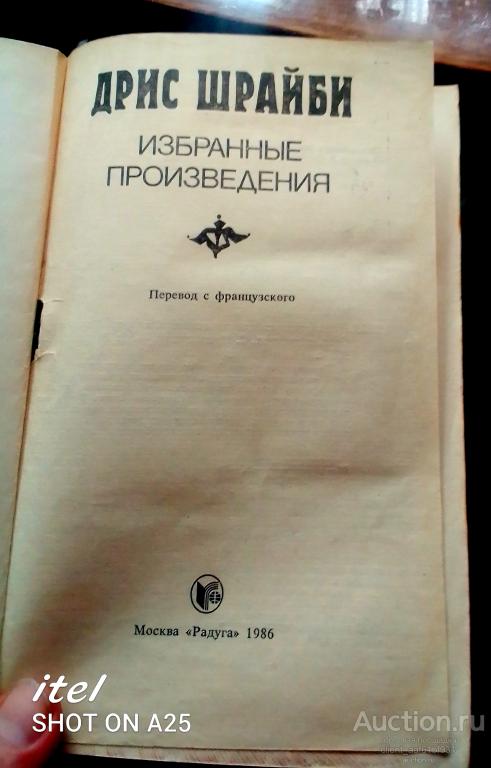 ДРИС ШРАЙБИ
ИЗБРАННЫЕ
ПРОИЗВЕДЕНИЯ
Перевод с французского
Москва «Радуга» 1986
itel
SHOT ON A25
Auction.ru